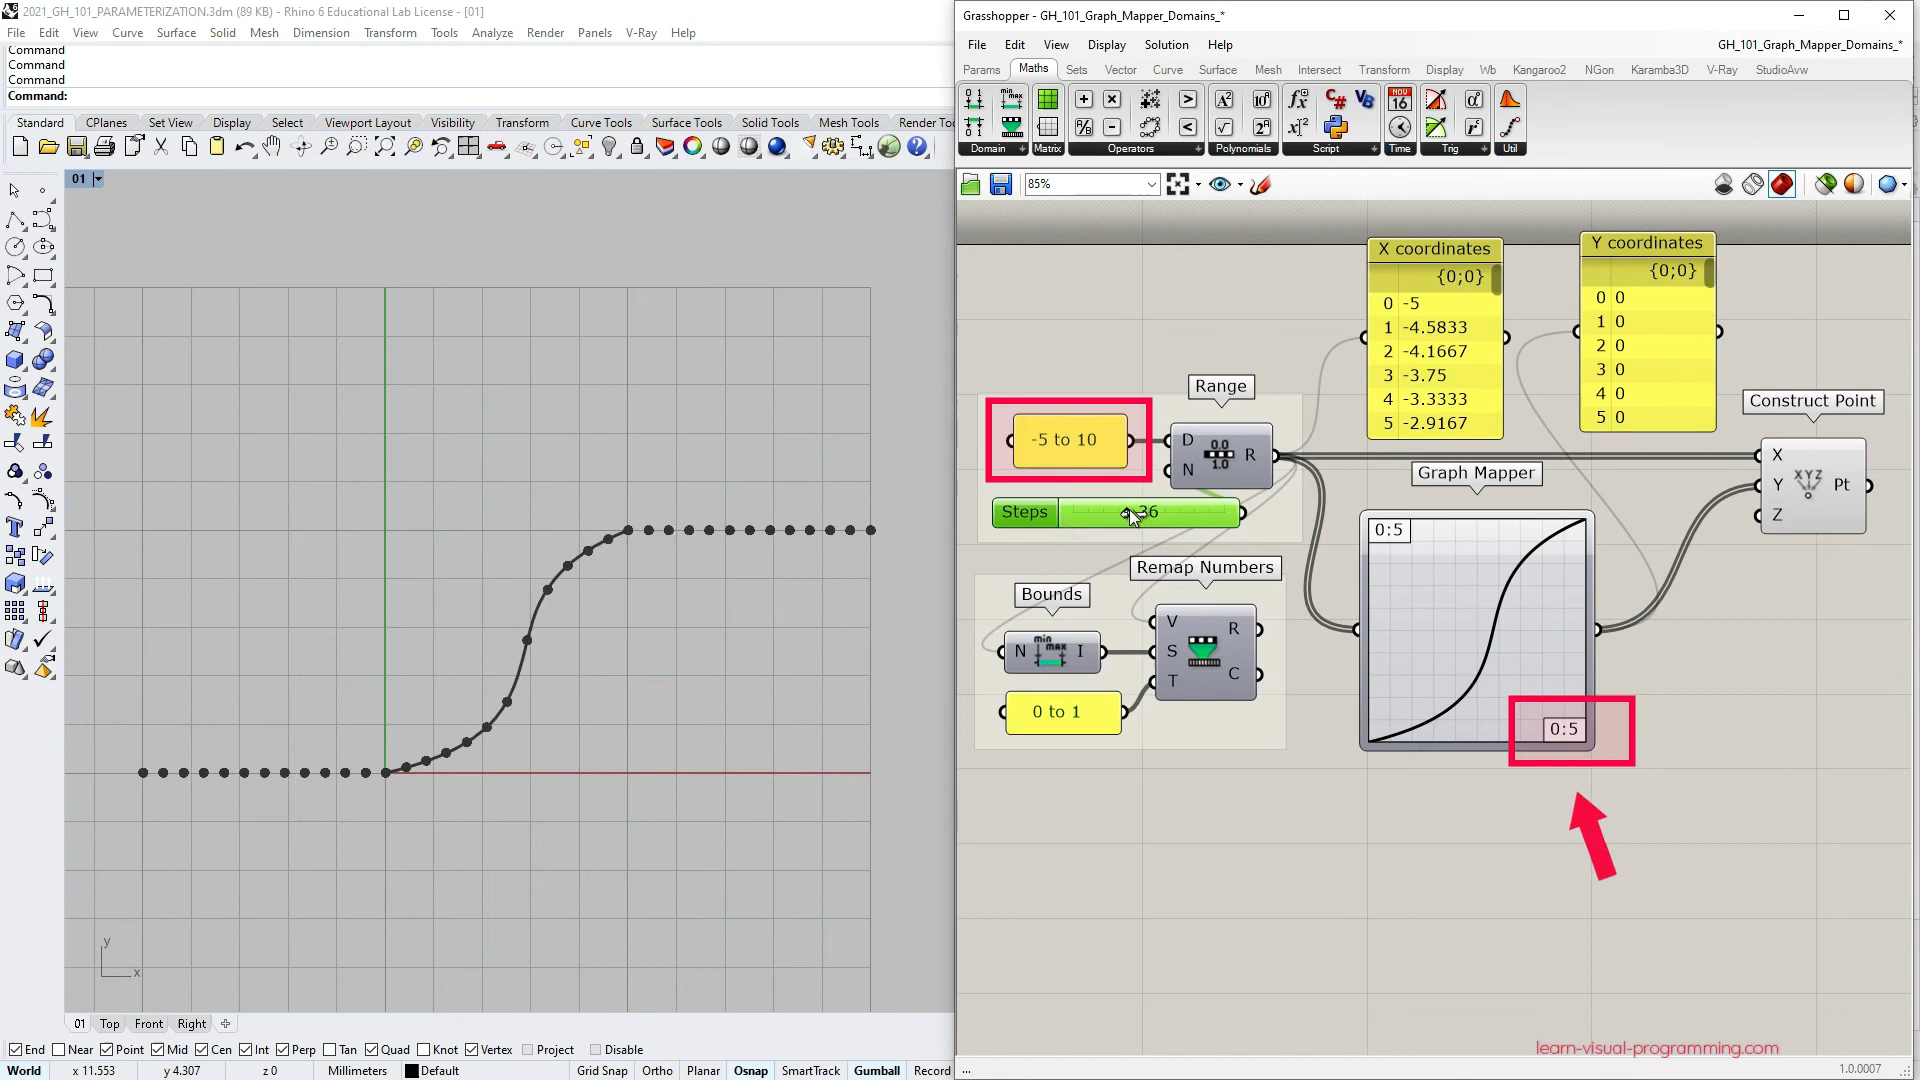 2021_GH_101_PARAMETERIZATION.3dm (89 KB) - Rhino 6 Educational Lab License - [01]
File Edit View Curve Surface Solid Mesh Dimension Transform Tools Analyze Render Panels V-Ray Help
Command
Command
Command
Command:
Standard CPlanes Set View Display Select Viewport Layout Visibility Transform Curve Tools Surface Tools Solid Tools Mesh Tools Render To
01
y
x
01 Top Front Right
End Near Point Mid Cen Int Perp Tan Quad Knot Vertex Project Disable
World x 11.553 y 4.307 z 0 Millimeters Default Grid Snap Ortho Planar Osnap SmartTrack Gumball Record
Grasshopper - GH_101_Graph_Mapper_Domains_*
File Edit View Display Solution Help GH_101_Graph_Mapper_Domains_*
Params Maths Sets Vector Curve Surface Mesh Intersect Transform Display Wb Kangaroo2 NGon Karamba3D V-Ray StudioAvw
Domain Matrix Operators Polynomials Script Time Trig Util
85%
X coordinates
{0;0}
0 -5
1 -4.5833
2 -4.1667
3 -3.75
4 -3.3333
5 -2.9167
Y coordinates
{0;0}
0 0
1 0
2 0
3 0
4 0
5 0
Range
-5 to 10
D
N
0.0
1.0
R
Steps 36
Construct Point
X
Y
Z
XYZ
Pt
Graph Mapper
0:5
0:5
Remap Numbers
Bounds
N min max I
0 to 1
V
S
T
R
C
learn-visual-programming.com
... 1.0.0007